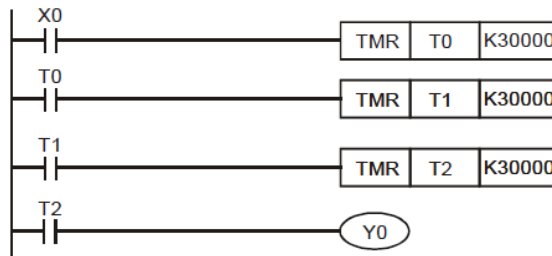 X0
TMR T0 K30000
T0
TMR T1 K30000
T1
TMR T2 K30000
T2
Y0